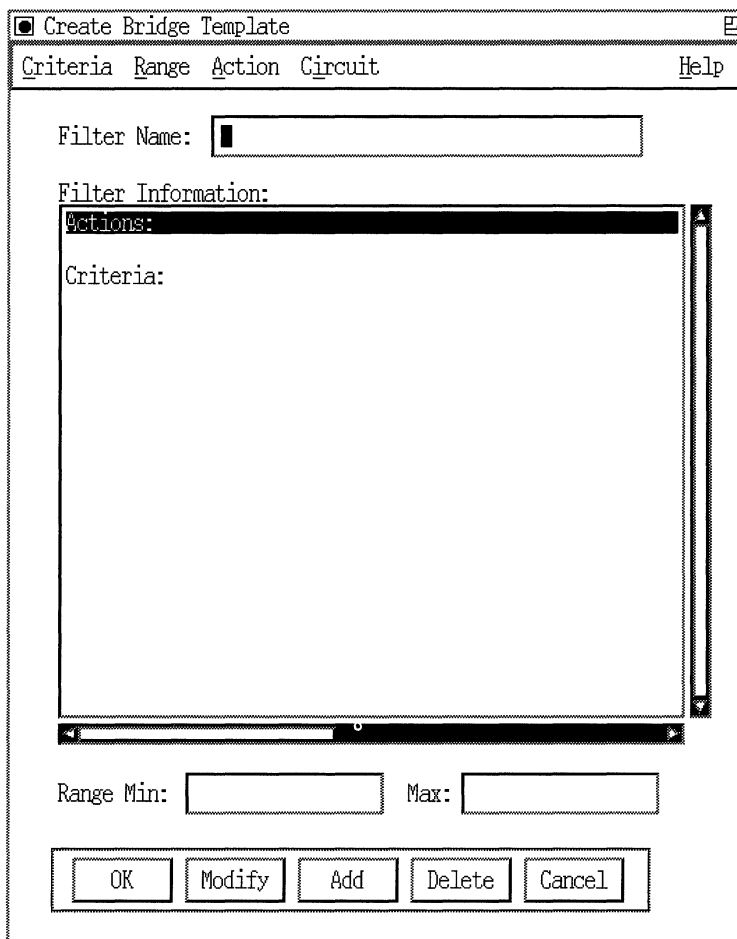 Create Bridge Template
Criteria Range Action Circuit Help
Filter Name:
Filter Information:
Actions:
Criteria:
Range Min: Max:
OK Modify Add Delete Cancel